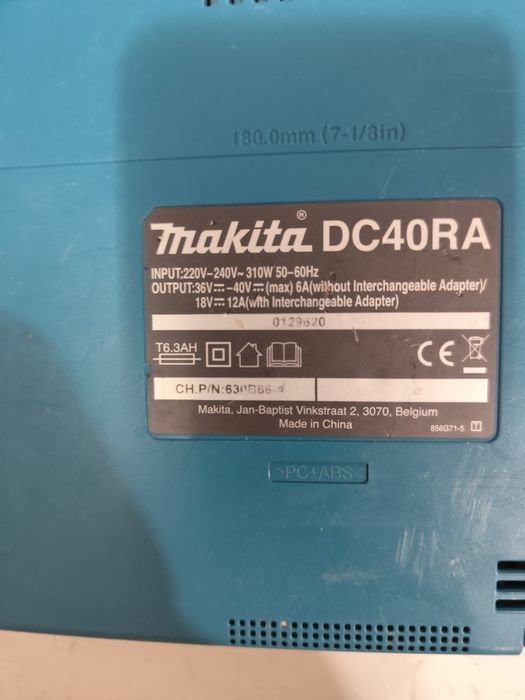 180.0mm (7-1/8in)
makita® DC40RA
INPUT:220V-240V~ 310W 50-60Hz
OUTPUT:36V⎓-40V⎓(max) 6A(without Interchangeable Adapter)/
18V⎓12A(with Interchangeable Adapter)
0129620
T6.3AH
CE
CH.P/N:630B66-4
Makita, Jan-Baptist Vinkstraat 2, 3070, Belgium
Made in China
856G71-5 T
>PC+ABS<